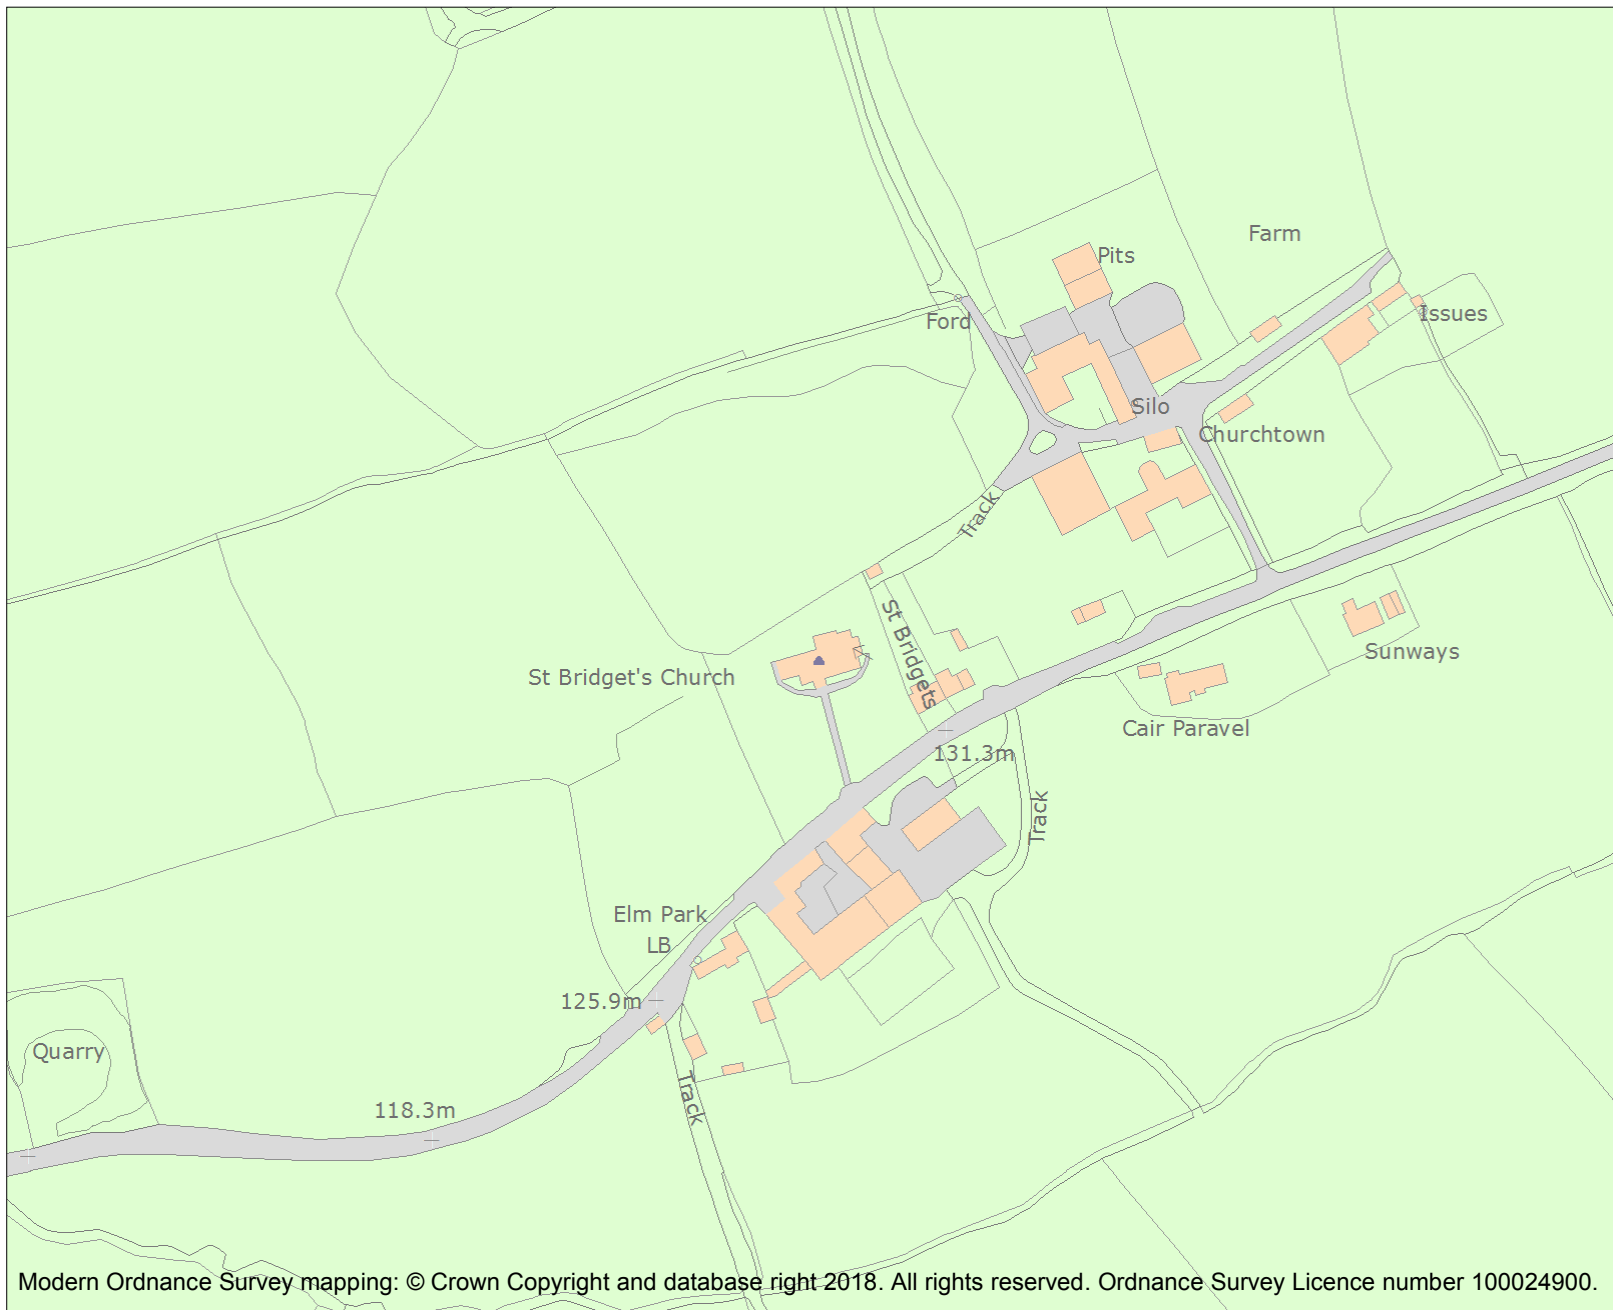 Farm
Pits
Issues
Ford
Silo
Churchtown
Track
St Bridgets
Sunways
St Bridget's Church
Cair Paravel
131.3m
Track
Elm Park
LB
125.9m
Quarry
Track
118.3m
Modern Ordnance Survey mapping: © Crown Copyright and database right 2018. All rights reserved. Ordnance Survey Licence number 100024900.